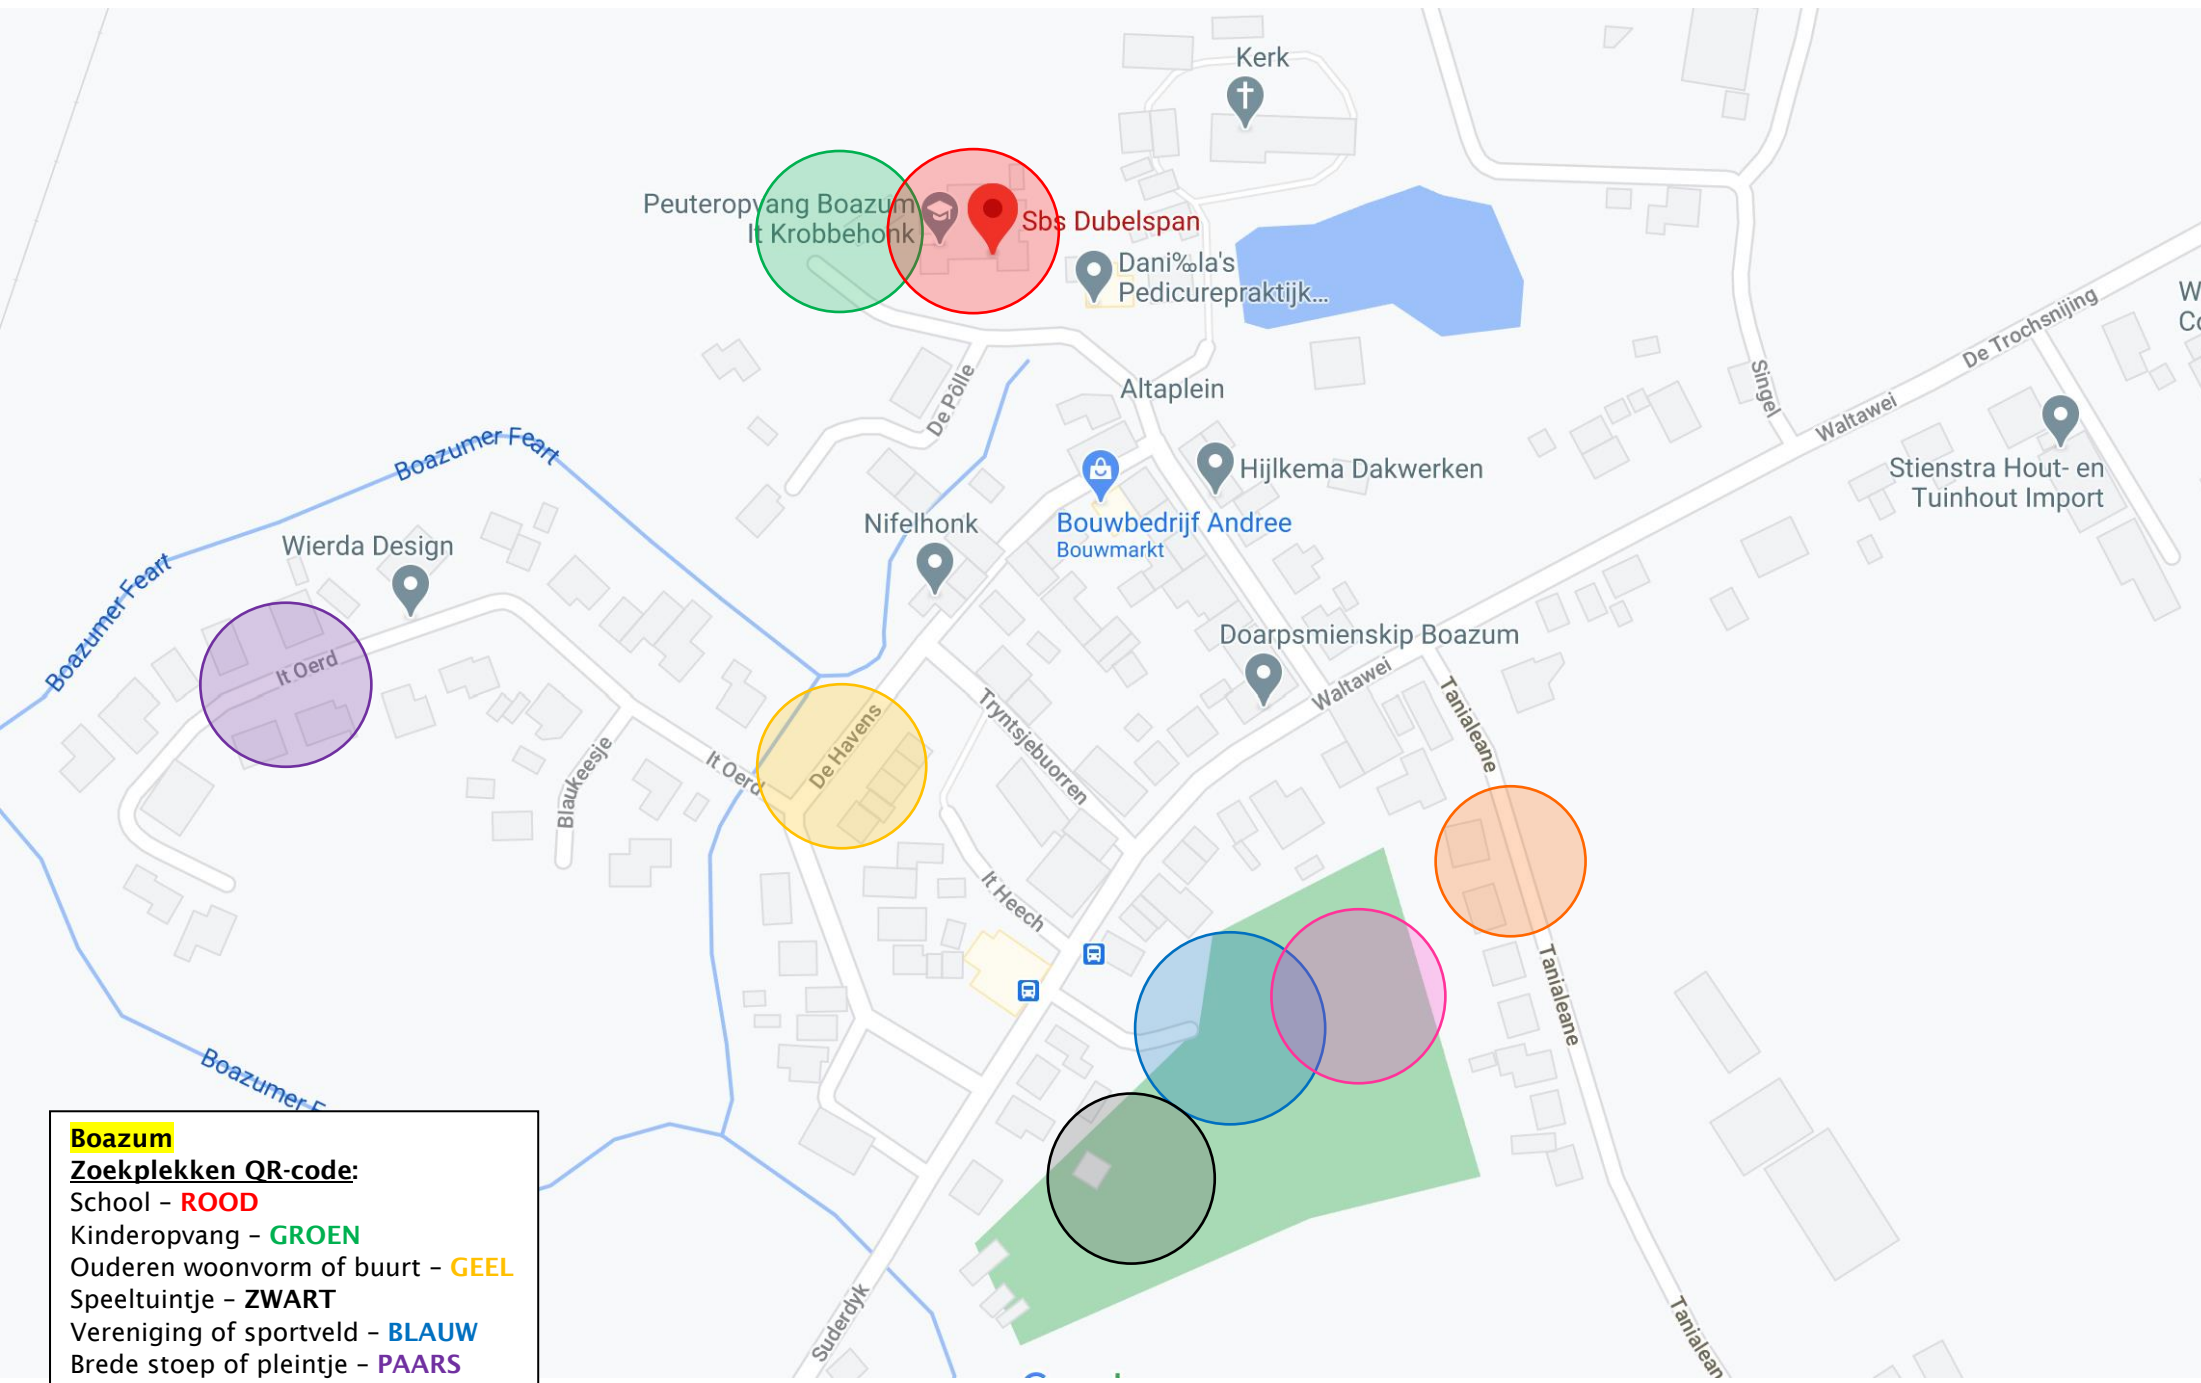 Kerk
Peuteropvang Boazum
It Krobbehonk
Sbs Dubelspan
Dani‰la's
Pedicurepraktijk...
De Trochsnijing
De Pôlle
Altaplein
Singel
Waltawei
Boazumer Feart
Hijlkema Dakwerken
Stienstra Hout- en
Tuinhout Import
Nifelhonk
Bouwbedrijf Andree
Bouwmarkt
Wierda Design
Boazumer Feart
Doarpsmienskip Boazum
It Oerd
Waltawei
Tanialeane
Tryntsjebuorren
De Havens
It Oerd
Blaukeesje
It Heech
Tanialeane
Boazumer F
Suderdyk
Tanialean
Boazum
Zoekplekken QR-code:
School – ROOD
Kinderopvang – GROEN
Ouderen woonvorm of buurt – GEEL
Speeltuintje – ZWART
Vereniging of sportveld – BLAUW
Brede stoep of pleintje – PAARS